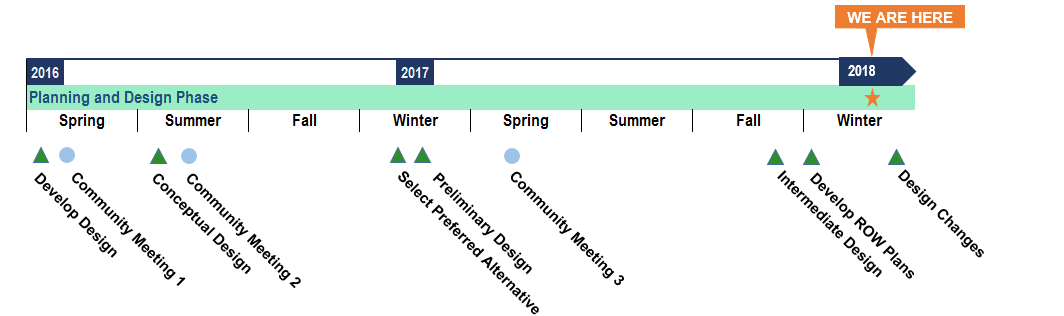 WE ARE HERE
2016
2017
2018
Planning and Design Phase
Spring
Summer
Fall
Winter
Spring
Summer
Fall
Winter
Develop Design
Community Meeting 1
Conceptual Design
Community Meeting 2
Select Preferred Alternative
Preliminary Design
Community Meeting 3
Intermediate Design
Develop ROW Plans
Design Changes